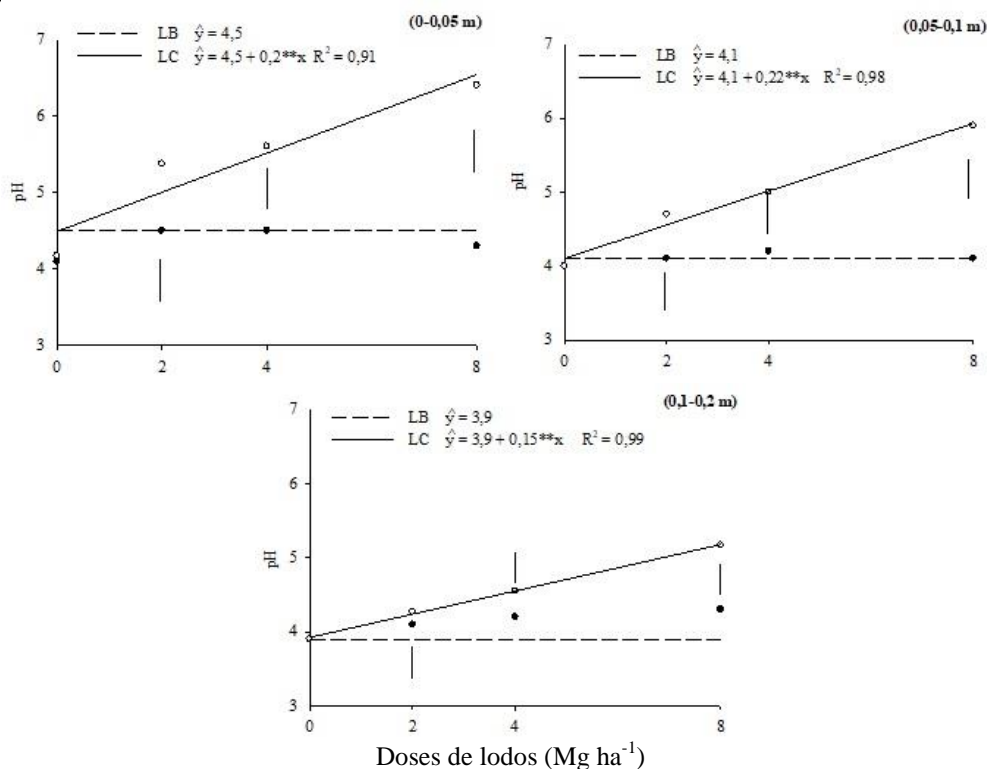 (0-0,05 m)
7
LB ŷ = 4,5
LC ŷ = 4,5 + 0,2**x R² = 0,91
6
5
pH
4
3
0 2 4 8
(0,05-0,1 m)
7
LB ŷ = 4,1
LC ŷ = 4,1 + 0,22**x R² = 0,98
6
5
pH
4
3
0 2 4 8
(0,1-0,2 m)
7
LB ŷ = 3,9
LC ŷ = 3,9 + 0,15**x R² = 0,99
6
5
pH
4
3
0 2 4 8
Doses de lodos (Mg ha⁻¹)